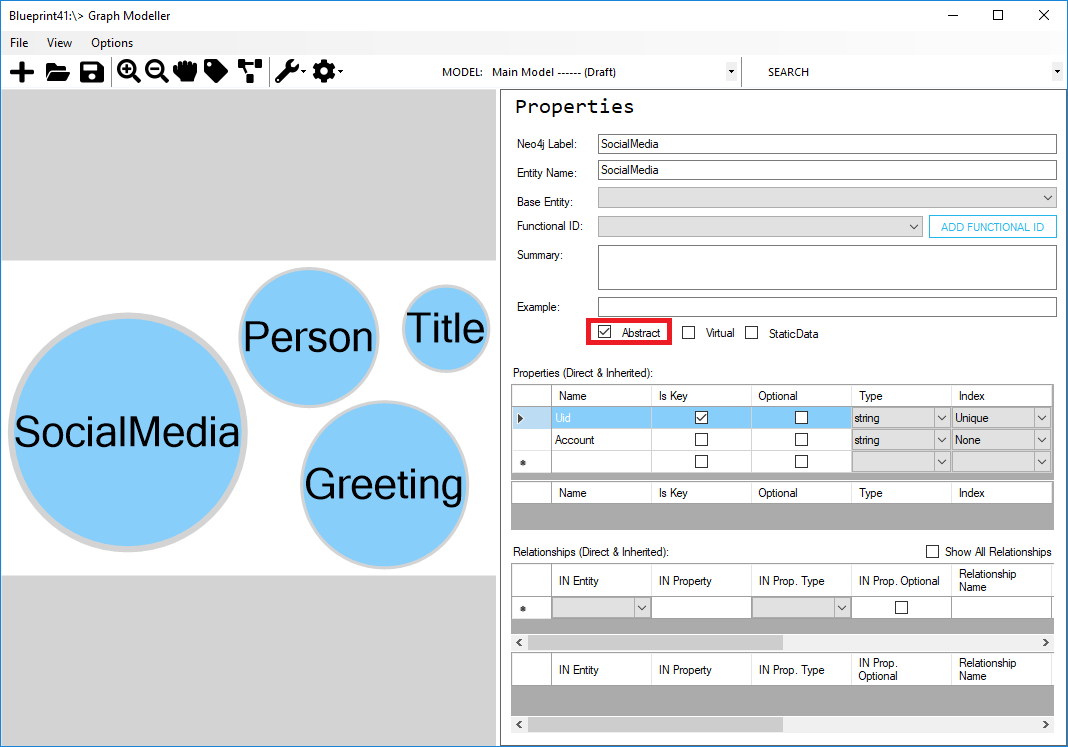 Blueprint41:\> Graph Modeller
File View Options
MODEL: Main Model ------ (Draft) SEARCH
SocialMedia
Person
Title
Greeting
Properties
Neo4j Label: SocialMedia
Entity Name: SocialMedia
Base Entity:
Functional ID: ADD FUNCTIONAL ID
Summary:
Example:
Abstract Virtual StaticData
Properties (Direct & Inherited):
Name Is Key Optional Type Index
Uid string Unique
Account string None
Name Is Key Optional Type Index
Relationships (Direct & Inherited): Show All Relationships
IN Entity IN Property IN Prop. Type IN Prop. Optional Relationship
Name
IN Entity IN Property IN Prop. Type IN Prop. Relationship
Optional Name